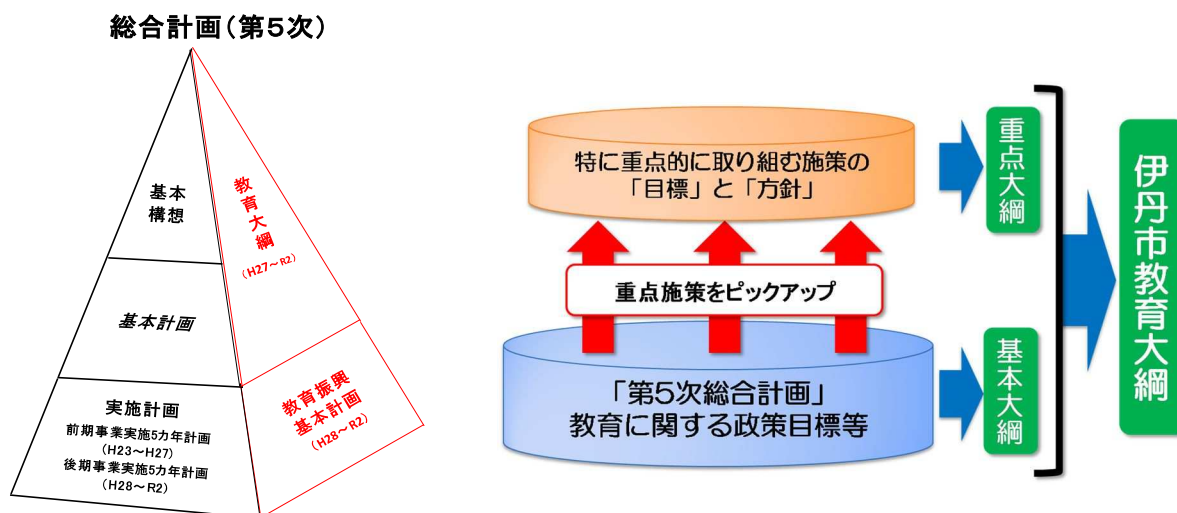 総合計画（第5次）
基本
構想
基本計画
実施計画
前期事業実施5カ年計画
（H23～H27）
後期事業実施5カ年計画
（H28～R2）
教育大綱
（H27～R2）
教育振興
基本計画
（H28～R2）
特に重点的に取り組む施策の
「目標」と「方針」
重点施策をピックアップ
「第5次総合計画」
教育に関する政策目標等
重点大綱
基本大綱
伊丹市教育大綱